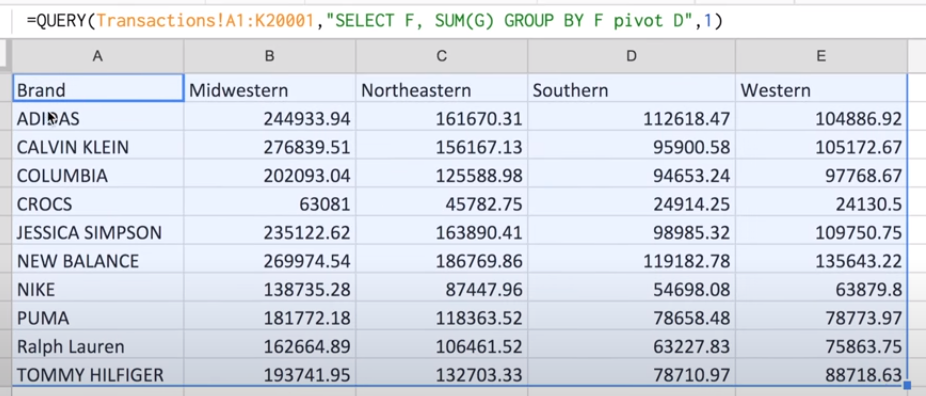 =QUERY(Transactions!A1:K20001,"SELECT F, SUM(G) GROUP BY F pivot D",1)
A B C D E
Brand Midwestern Northeastern Southern Western
ADIDAS 244933.94 161670.31 112618.47 104886.92
CALVIN KLEIN 276839.51 156167.13 95900.58 105172.67
COLUMBIA 202093.04 125588.98 94653.24 97768.67
CROCS 63081 45782.75 24914.25 24130.5
JESSICA SIMPSON 235122.62 163890.41 98985.32 109750.75
NEW BALANCE 269974.54 186769.86 119182.78 135643.22
NIKE 138735.28 87447.96 54698.08 63879.8
PUMA 181772.18 118363.52 78658.48 78773.97
Ralph Lauren 162664.89 106461.52 63227.83 75863.75
TOMMY HILFIGER 193741.95 132703.33 78710.97 88718.63